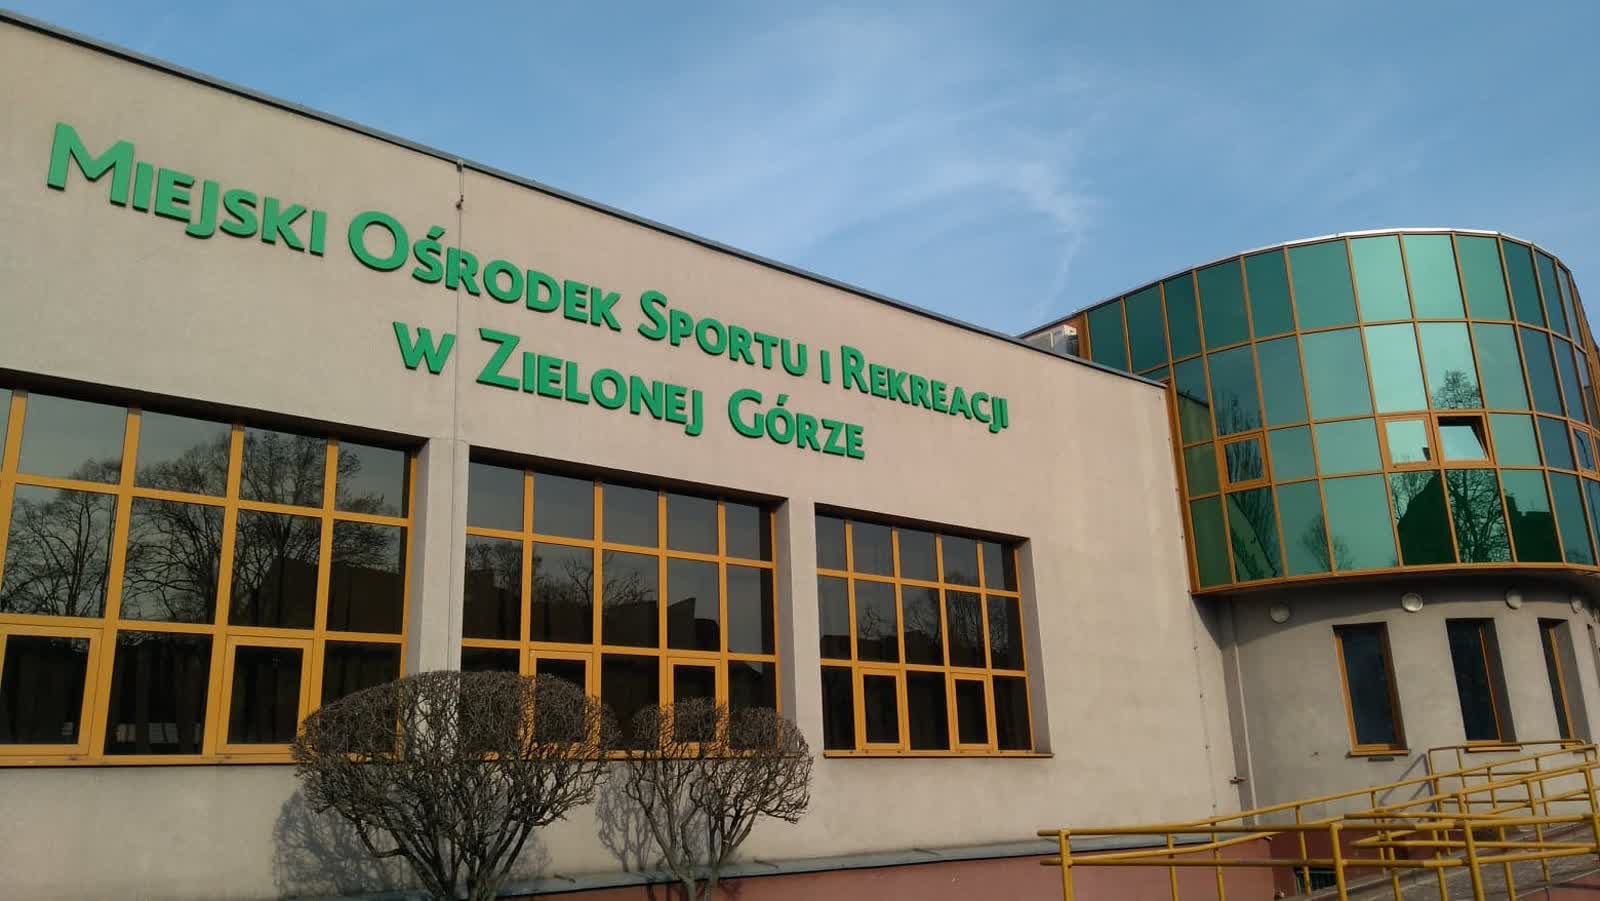 Miejski Ośrodek Sportu i Rekreacji
w Zielonej Górze